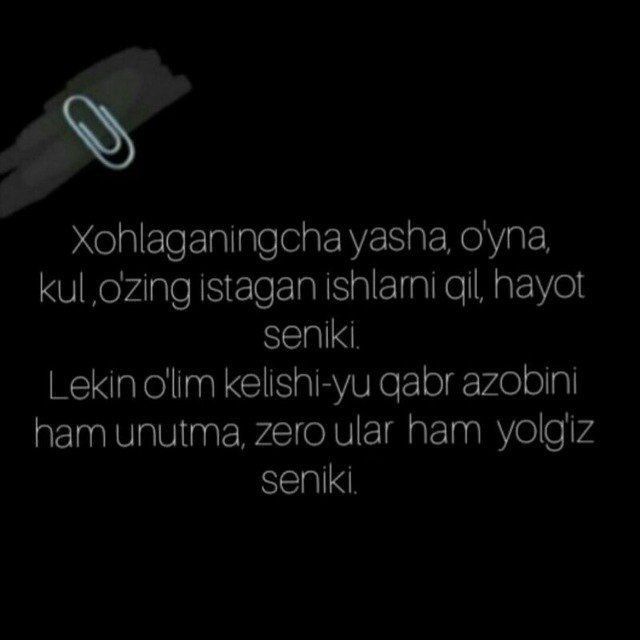 Xohlaganingcha yasha, o'yna,
kul ,o'zing istagan ishlarni qil, hayot
seniki.
Lekin o'lim kelishi-yu qabr azobini
ham unutma, zero ular ham yolg'iz
seniki.